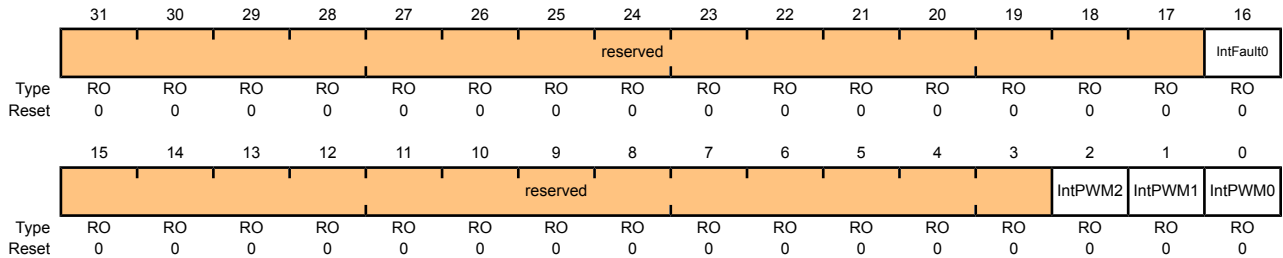 31 30 29 28 27 26 25 24 23 22 21 20 19 18 17 16
reserved IntFault0
Type RO RO RO RO RO RO RO RO RO RO RO RO RO RO RO RO
Reset 0 0 0 0 0 0 0 0 0 0 0 0 0 0 0 0
15 14 13 12 11 10 9 8 7 6 5 4 3 2 1 0
reserved IntPWM2 IntPWM1 IntPWM0
Type RO RO RO RO RO RO RO RO RO RO RO RO RO RO RO RO
Reset 0 0 0 0 0 0 0 0 0 0 0 0 0 0 0 0